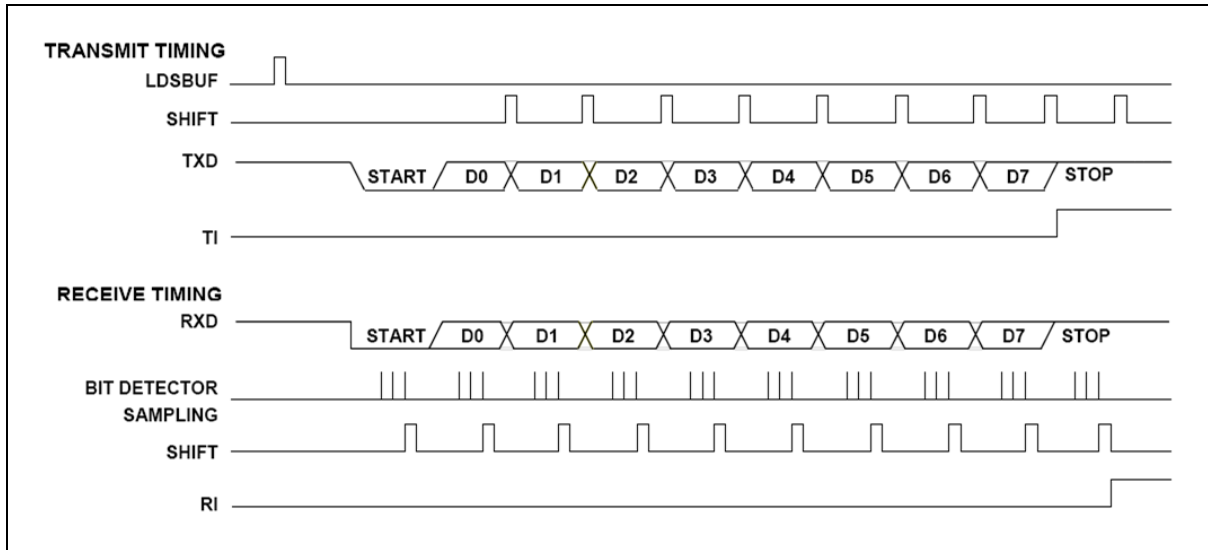 TRANSMIT TIMING
LDSBUF
SHIFT
TXD START D0 D1 D2 D3 D4 D5 D6 D7 STOP
TI
RECEIVE TIMING
RXD START D0 D1 D2 D3 D4 D5 D6 D7 STOP
BIT DETECTOR
SAMPLING
SHIFT
RI